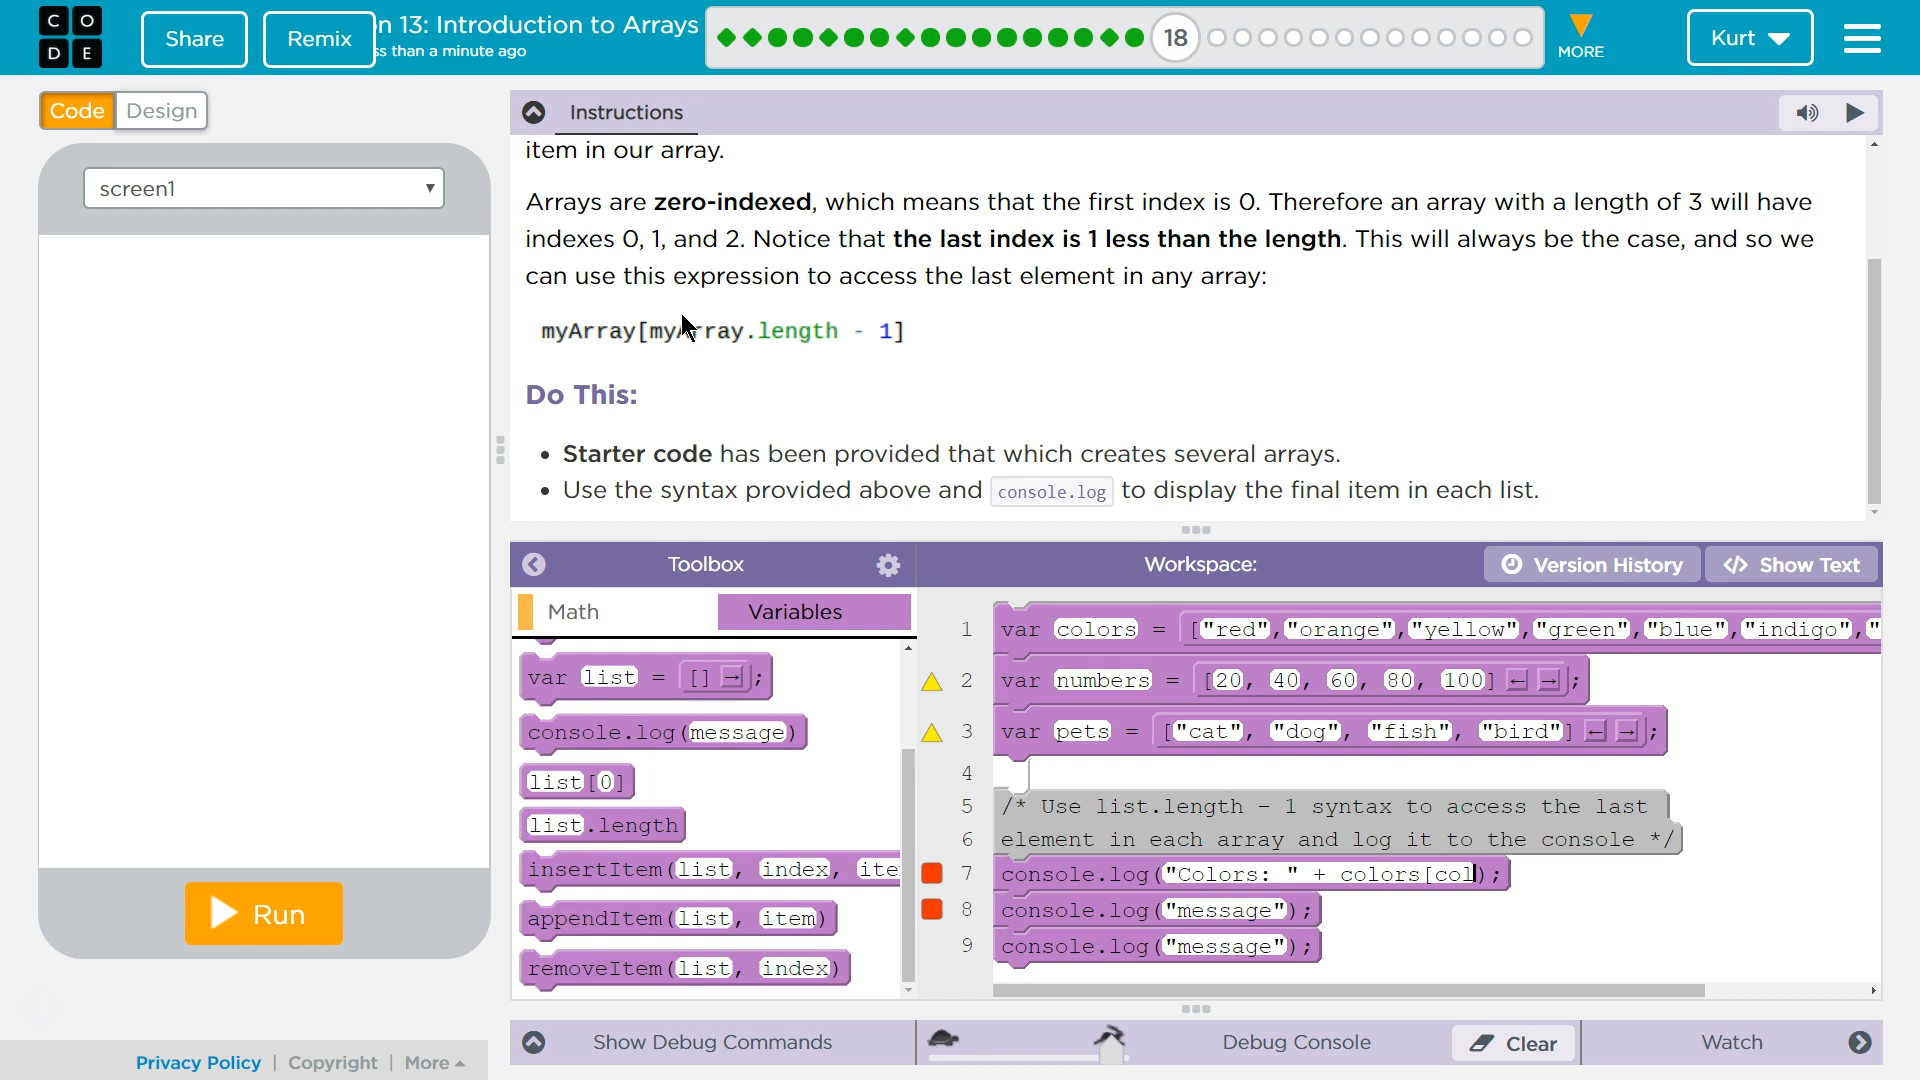 C O
D E
Share
Remix
n 13: Introduction to Arrays
ss than a minute ago
18
MORE
Kurt
Code
Design
screen1
Instructions
item in our array.
Arrays are zero-indexed, which means that the first index is 0. Therefore an array with a length of 3 will have
indexes 0, 1, and 2. Notice that the last index is 1 less than the length. This will always be the case, and so we
can use this expression to access the last element in any array:
myArray[myArray.length - 1]
Do This:
• Starter code has been provided that which creates several arrays.
• Use the syntax provided above and console.log to display the final item in each list.
Toolbox
Workspace:
Version History
</> Show Text
Math
Variables
var list = [] → ;
console.log(message)
list[0]
list.length
insertItem(list, index, ite
appendItem(list, item)
removeItem(list, index)
1 var colors = ["red","orange","yellow","green","blue","indigo","
2 var numbers = [20, 40, 60, 80, 100] ← → ;
3 var pets = ["cat", "dog", "fish", "bird"] ← → ;
4
5 /* Use list.length - 1 syntax to access the last
6 element in each array and log it to the console */
7 console.log("Colors: " + colors[col);
8 console.log("message");
9 console.log("message");
Run
Show Debug Commands
Debug Console
Clear
Watch
Privacy Policy | Copyright | More